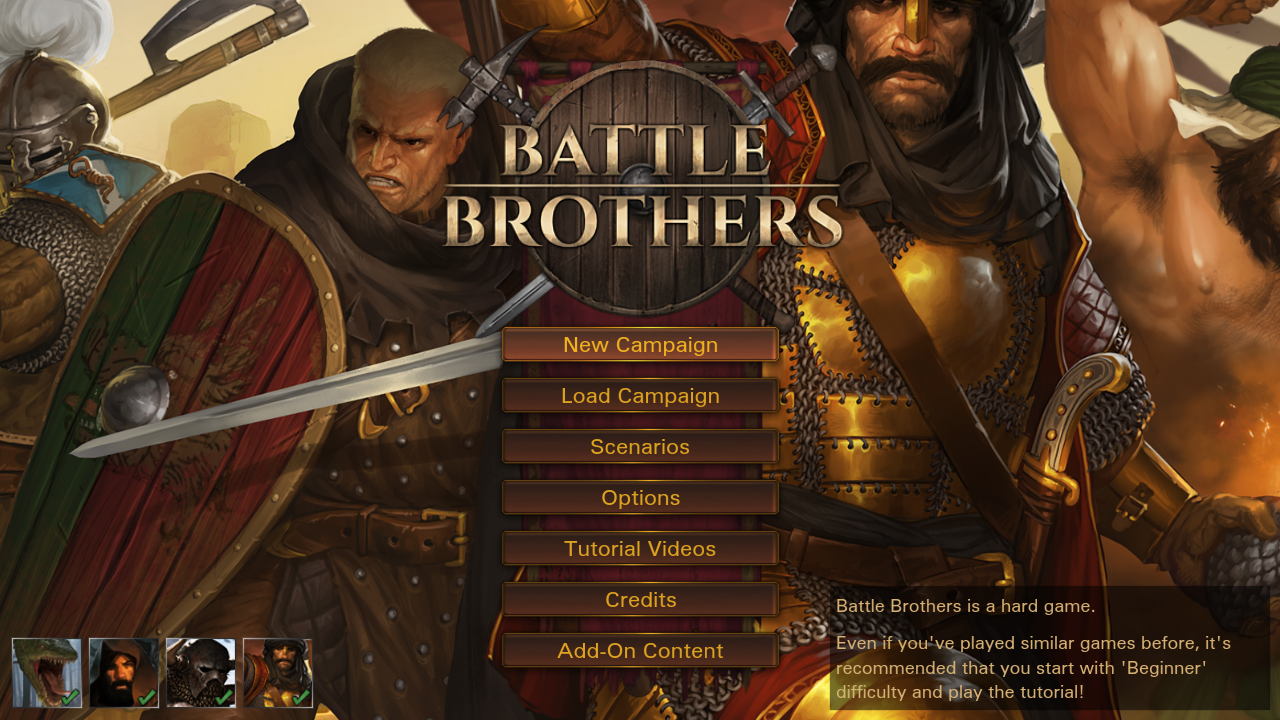 BATTLE
BROTHERS
New Campaign
Load Campaign
Scenarios
Options
Tutorial Videos
Credits
Add-On Content
Battle Brothers is a hard game.
Even if you've played similar games before, it's
recommended that you start with 'Beginner'
difficulty and play the tutorial!